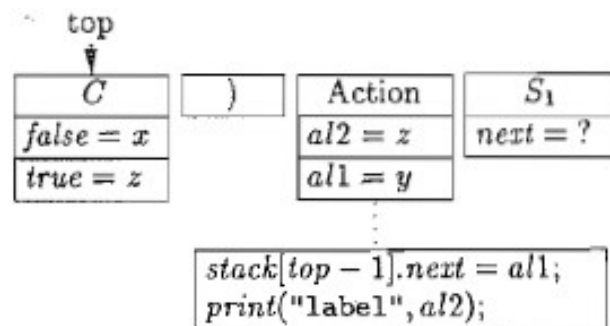 top
C ) Action S₁
false = x al2 = z next = ?
true = z al1 = y
stack[top − 1].next = al1;
print("label", al2);